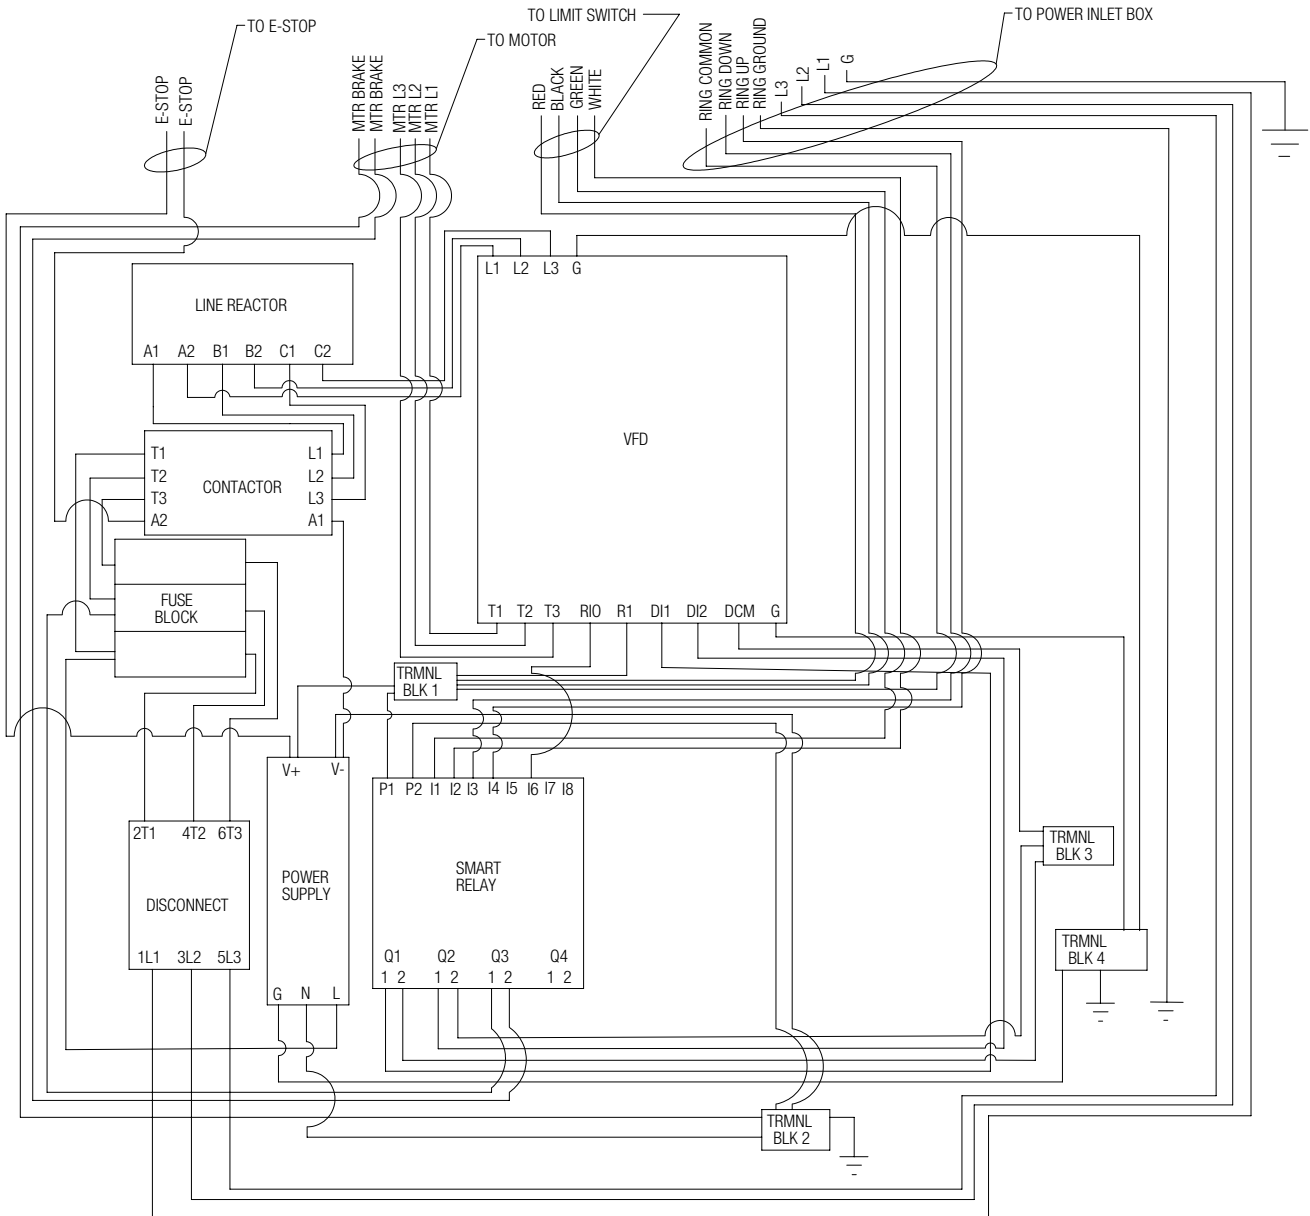 TO LIMIT SWITCH
TO POWER INLET BOX
TO E-STOP
TO MOTOR
E-STOP
E-STOP
MTR BRAKE
MTR BRAKE
MTR L3
MTR L2
MTR L1
RED
BLACK
GREEN
WHITE
RING COMMON
RING DOWN
RING UP
RING GROUND
L3
L2
L1
G
L1 L2 L3 G
LINE REACTOR
A1 A2 B1 B2 C1 C2
VFD
T1 L1
T2 L2
CONTACTOR
T3 L3
A2 A1
FUSE
BLOCK
T1 T2 T3 RIO R1 DI1 DI2 DCM G
TRMNL
BLK 1
V+ V-
P1 P2 I1 I2 I3 I4 I5 I6 I7 I8
2T1 4T2 6T3
TRMNL
BLK 3
POWER
SUPPLY
SMART
RELAY
DISCONNECT
1L1 3L2 5L3
Q1 Q2 Q3 Q4
1 2 1 2 1 2 1 2
TRMNL
BLK 4
G N L
TRMNL
BLK 2